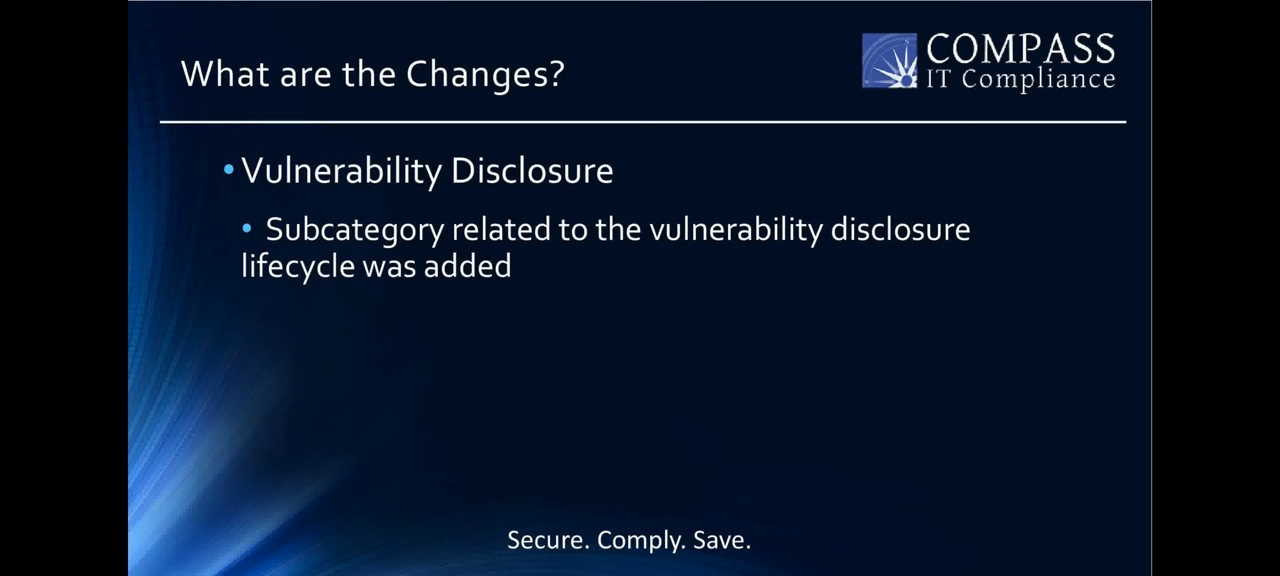 What are the Changes?
COMPASS
IT Compliance
•Vulnerability Disclosure
• Subcategory related to the vulnerability disclosure
lifecycle was added
Secure. Comply. Save.